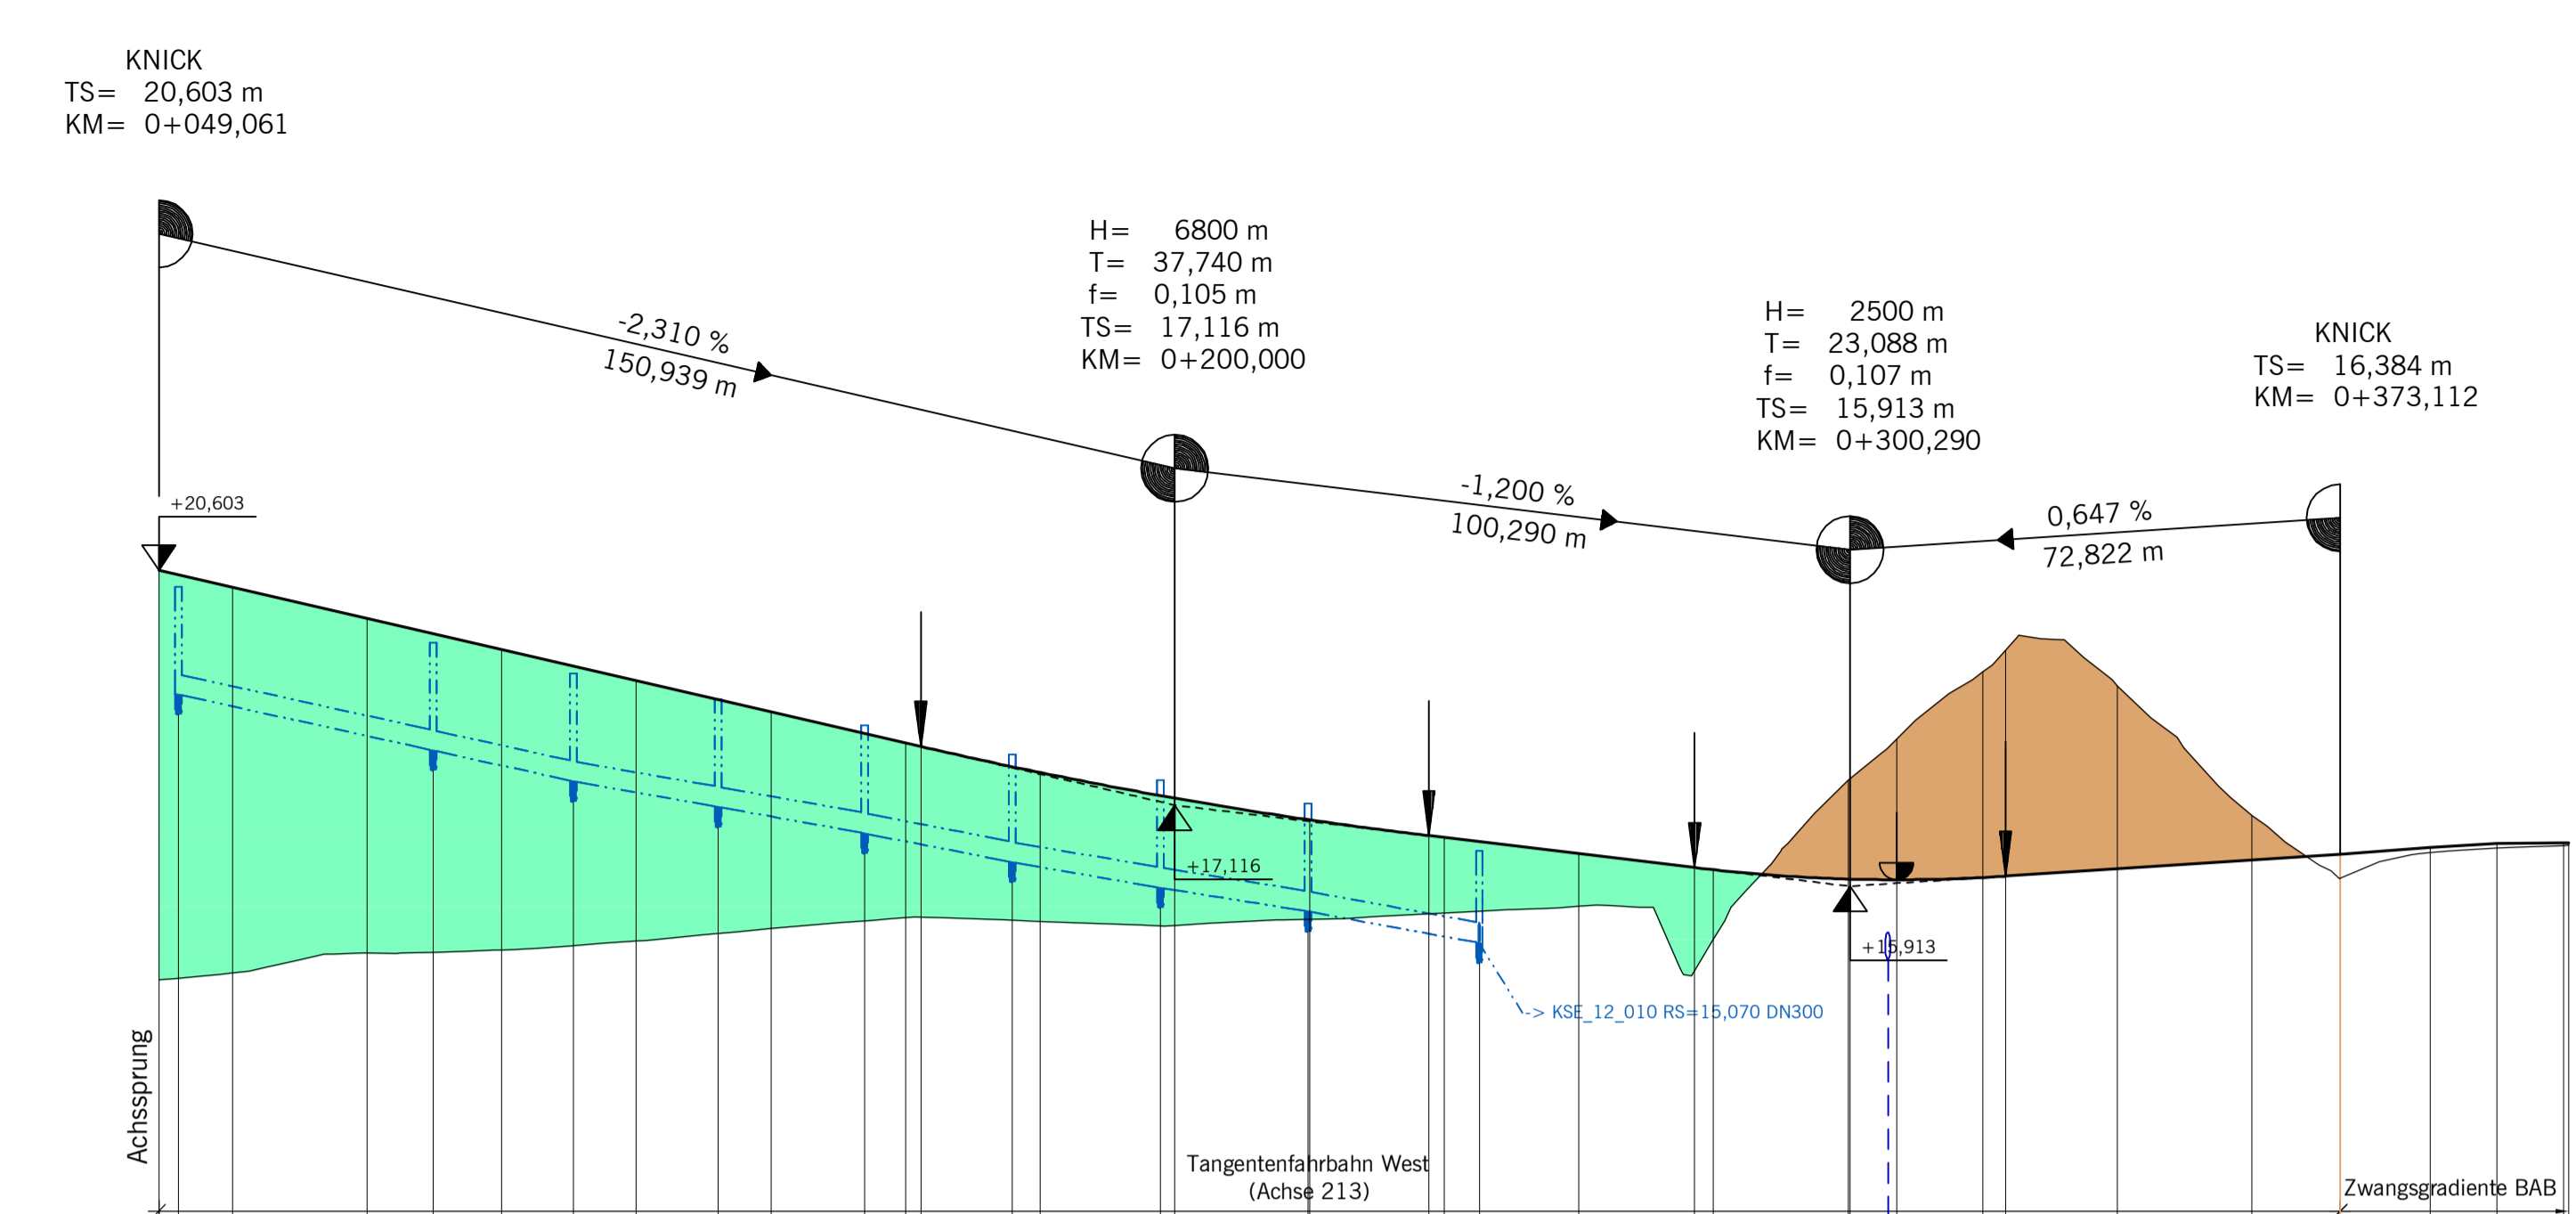 KNICK
TS= 20,603 m
KM= 0+049,061
-2,310 %
150,939 m
H= 6800 m
T= 37,740 m
f= 0,105 m
TS= 17,116 m
KM= 0+200,000
-1,200 %
100,290 m
H= 2500 m
T= 23,088 m
f= 0,107 m
TS= 15,913 m
KM= 0+300,290
0,647 %
72,822 m
KNICK
TS= 16,384 m
KM= 0+373,112
+20,603
+17,116
+15,913
-> KSE_12_010 RS=15,070 DN300
Achssprung
Tangentenfahrbahn West
(Achse 213)
Zwangsgradiente BAB